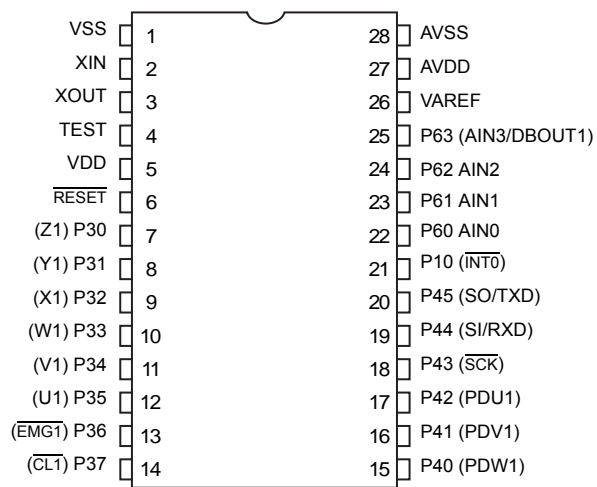 VSS 1 28 AVSS
XIN 2 27 AVDD
XOUT 3 26 VAREF
TEST 4 25 P63 (AIN3/DBOUT1)
VDD 5 24 P62 AIN2
RESET 6 23 P61 AIN1
(Z1) P30 7 22 P60 AIN0
(Y1) P31 8 21 P10 (INT0)
(X1) P32 9 20 P45 (SO/TXD)
(W1) P33 10 19 P44 (SI/RXD)
(V1) P34 11 18 P43 (SCK)
(U1) P35 12 17 P42 (PDU1)
(EMG1) P36 13 16 P41 (PDV1)
(CL1) P37 14 15 P40 (PDW1)